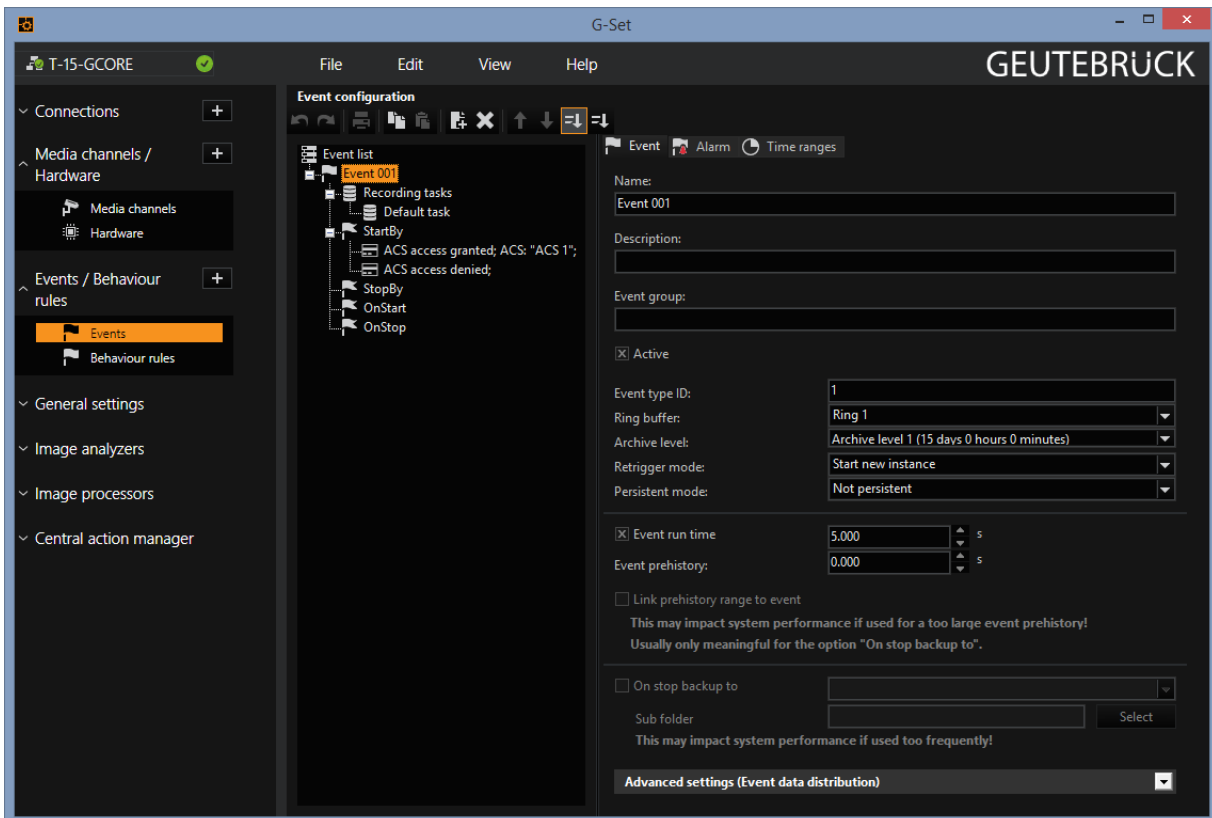 G-Set
T-15-GCORE
File Edit View Help
GEUTEBRÜCK
Connections
Media channels /
Hardware
Media channels
Hardware
Events / Behaviour
rules
Events
Behaviour rules
General settings
Image analyzers
Image processors
Central action manager
Event configuration
Event list
Event 001
Recording tasks
Default task
StartBy
ACS access granted; ACS: "ACS 1";
ACS access denied;
StopBy
OnStart
OnStop
Event Alarm Time ranges
Name:
Event 001
Description:
Event group:
Active
Event type ID: 1
Ring buffer: Ring 1
Archive level: Archive level 1 (15 days 0 hours 0 minutes)
Retrigger mode: Start new instance
Persistent mode: Not persistent
Event run time 5.000 s
Event prehistory: 0.000 s
Link prehistory range to event
This may impact system performance if used for a too large event prehistory!
Usually only meaningful for the option "On stop backup to".
On stop backup to
Sub folder Select
This may impact system performance if used too frequently!
Advanced settings (Event data distribution)